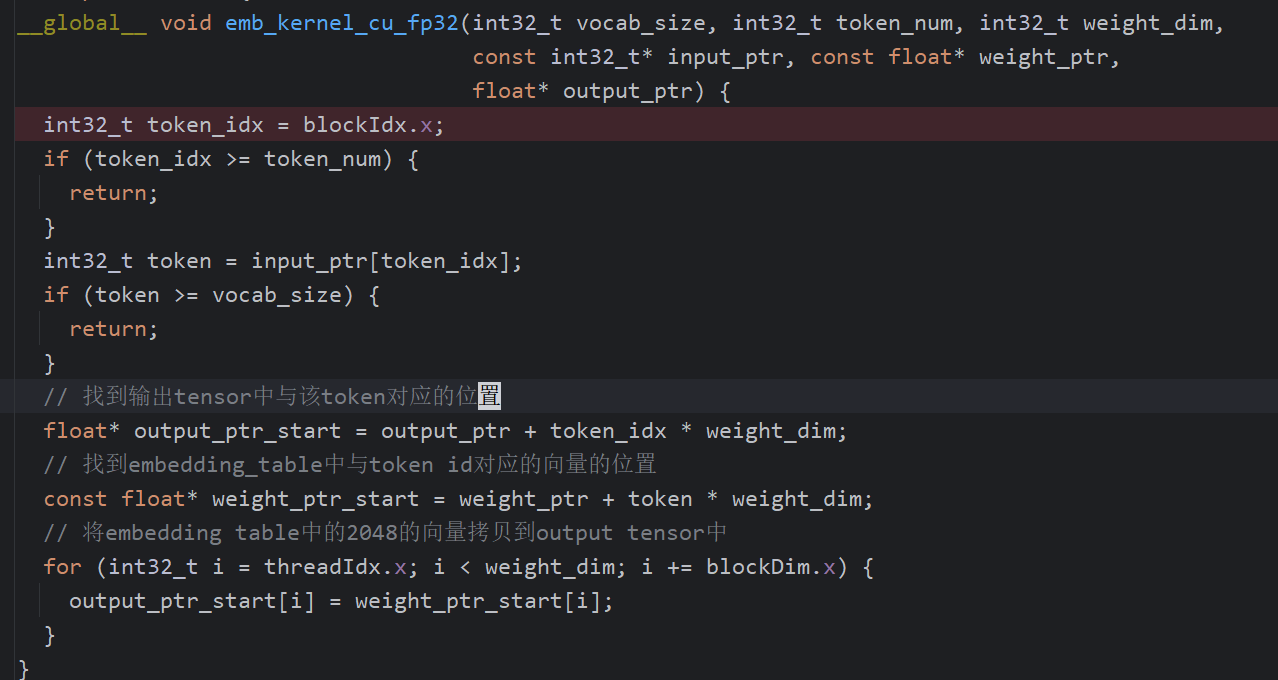 __global__ void emb_kernel_cu_fp32(int32_t vocab_size, int32_t token_num, int32_t weight_dim,
                                   const int32_t* input_ptr, const float* weight_ptr,
                                   float* output_ptr) {
  int32_t token_idx = blockIdx.x;
  if (token_idx >= token_num) {
    return;
  }
  int32_t token = input_ptr[token_idx];
  if (token >= vocab_size) {
    return;
  }
  // 找到输出tensor中与该token对应的位置
  float* output_ptr_start = output_ptr + token_idx * weight_dim;
  // 找到embedding_table中与token id对应的向量的位置
  const float* weight_ptr_start = weight_ptr + token * weight_dim;
  // 将embedding table中的2048的向量拷贝到output tensor中
  for (int32_t i = threadIdx.x; i < weight_dim; i += blockDim.x) {
    output_ptr_start[i] = weight_ptr_start[i];
  }
}